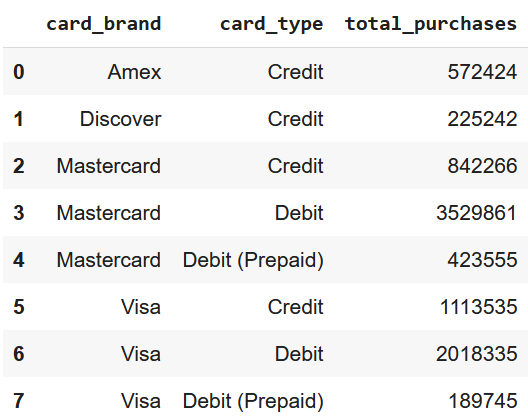 card_brand card_type total_purchases
0 Amex Credit 572424
1 Discover Credit 225242
2 Mastercard Credit 842266
3 Mastercard Debit 3529861
4 Mastercard Debit (Prepaid) 423555
5 Visa Credit 1113535
6 Visa Debit 2018335
7 Visa Debit (Prepaid) 189745